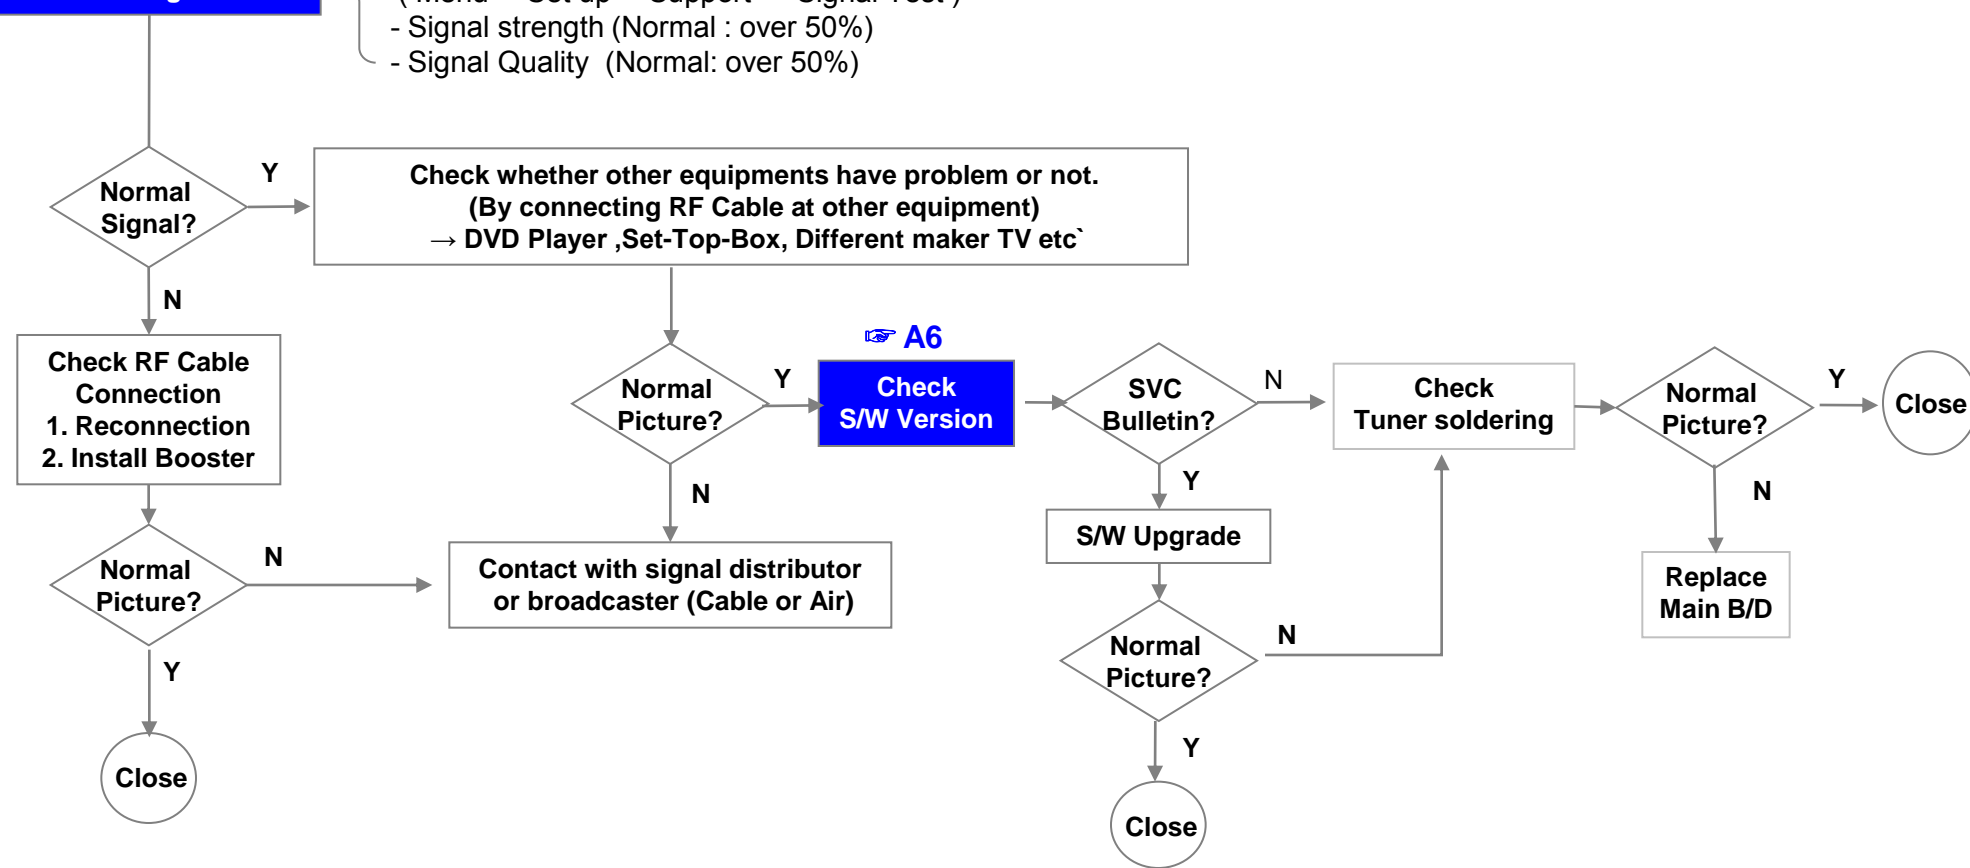 - Signal strength (Normal : over 50%)
- Signal Quality (Normal: over 50%)
Normal
Signal?
Y
Check whether other equipments have problem or not.
(By connecting RF Cable at other equipment)
→ DVD Player ,Set-Top-Box, Different maker TV etc`
N
Check RF Cable
Connection
1. Reconnection
2. Install Booster
Normal
Picture?
N
Y
Close
Normal
Picture?
Y
N
Contact with signal distributor
or broadcaster (Cable or Air)
☞ A6
Check
S/W Version
SVC
Bulletin?
N
Y
S/W Upgrade
Normal
Picture?
N
Y
Close
Check
Tuner soldering
Normal
Picture?
Y
Close
N
Replace
Main B/D